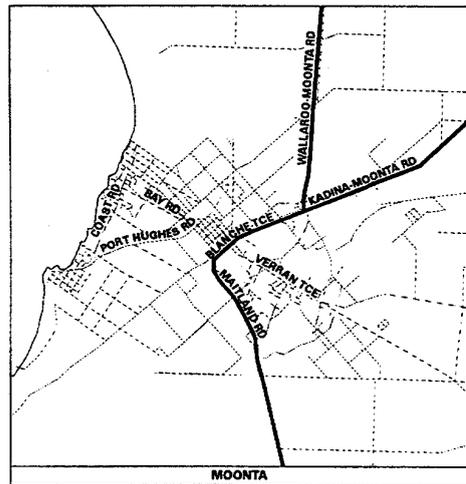 WALLAROO-MOONTA RD
KADINA-MOONTA RD
BAY RD
COAST RD
PORT HUGHES RD
BLANCHE TCE
VERRAN TCE
MAITLAND RD
MOONTA